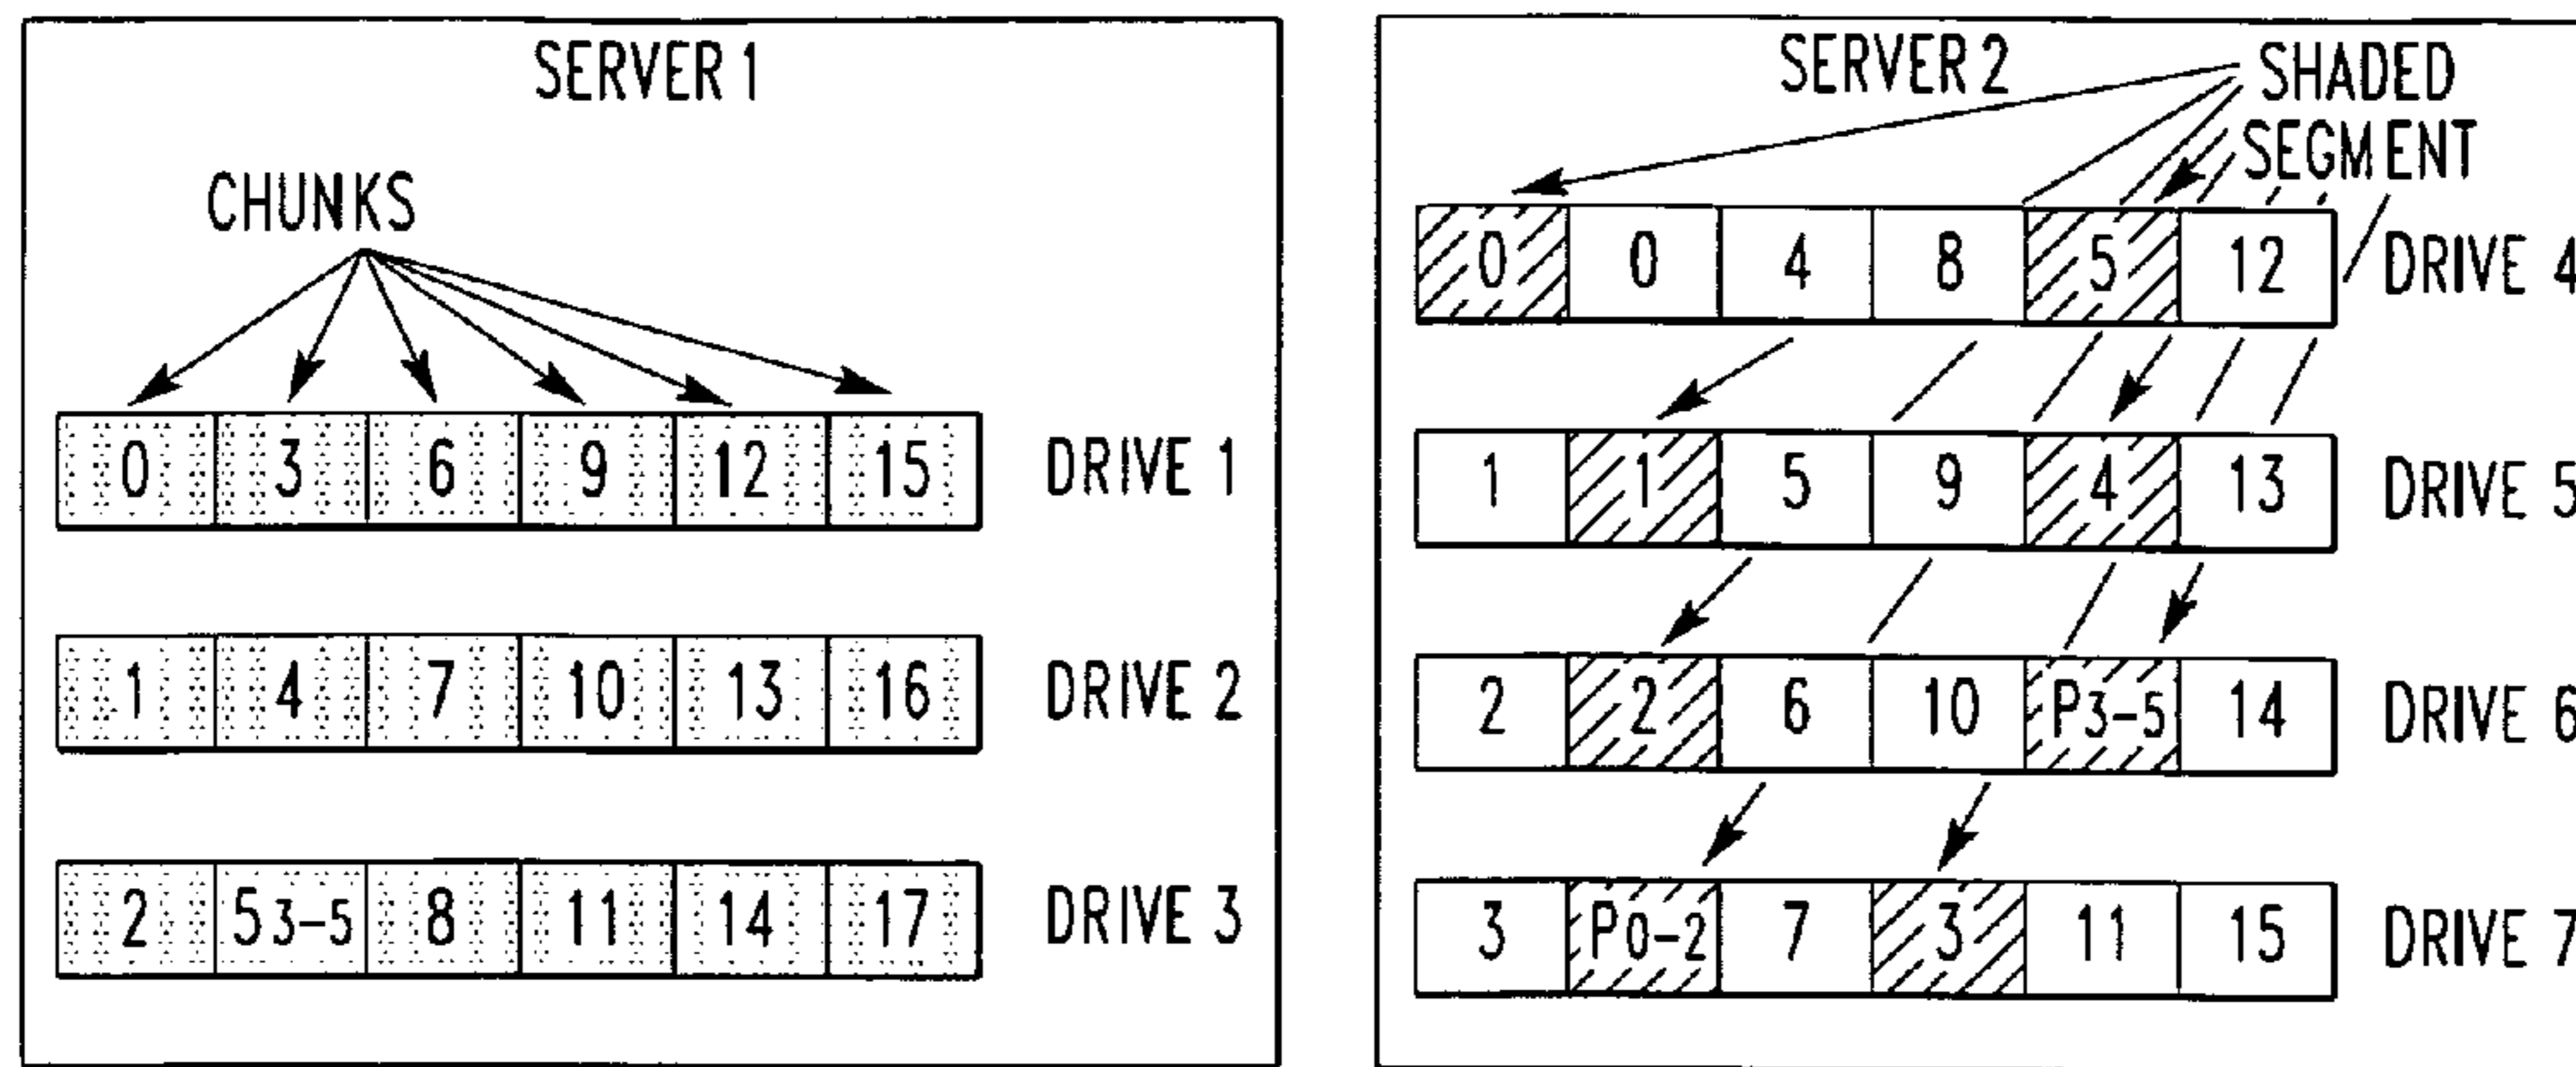 SERVER 1
CHUNKS
0 3 6 9 12 15 DRIVE 1
1 4 7 10 13 16 DRIVE 2
2 5 3-5 8 11 14 17 DRIVE 3
SERVER 2
SHADED
SEGMENT
0 0 4 8 5 12 DRIVE 4
1 1 5 9 4 13 DRIVE 5
2 2 6 10 P3-5 14 DRIVE 6
3 P0-2 7 3 11 15 DRIVE 7